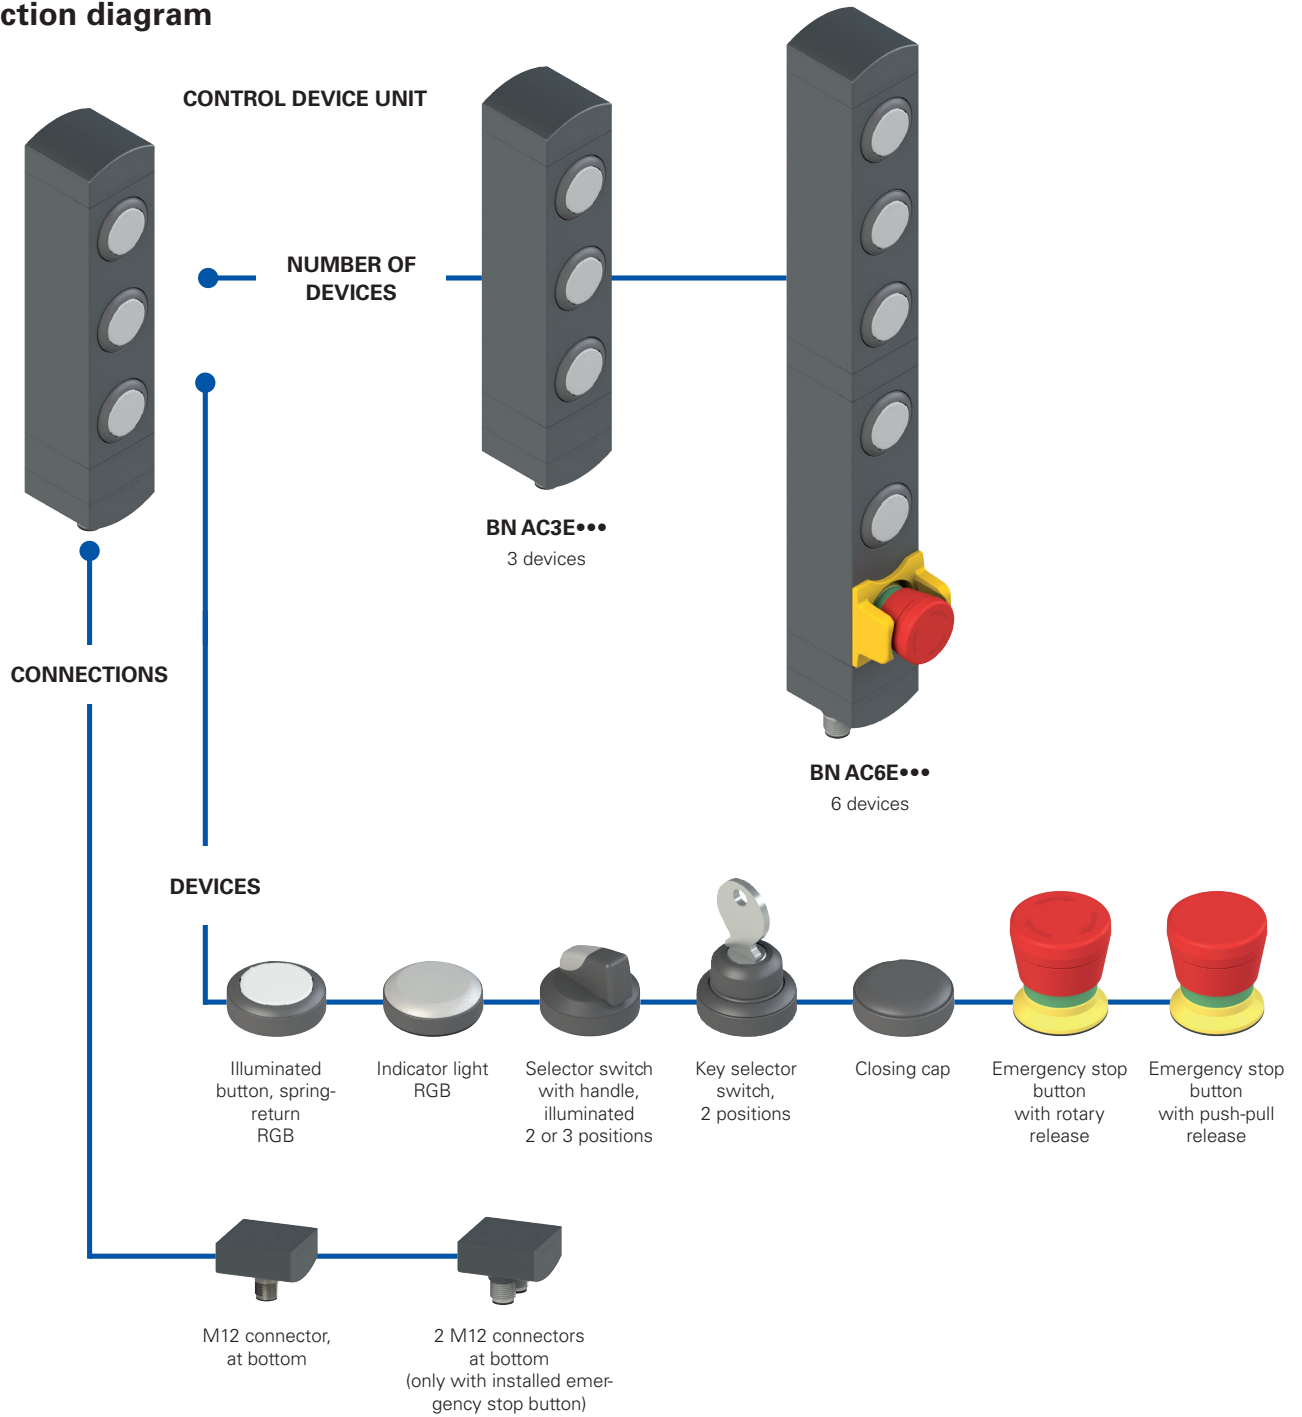 ction diagram
CONTROL DEVICE UNIT
NUMBER OF
DEVICES
BN AC3E•••
3 devices
CONNECTIONS
BN AC6E•••
6 devices
DEVICES
Illuminated
button, spring-
return
RGB
Indicator light
RGB
Selector switch
with handle,
illuminated
2 or 3 positions
Key selector
switch,
2 positions
Closing cap
Emergency stop
button
with rotary
release
Emergency stop
button
with push-pull
release
M12 connector,
at bottom
2 M12 connectors
at bottom
(only with installed emer-
gency stop button)